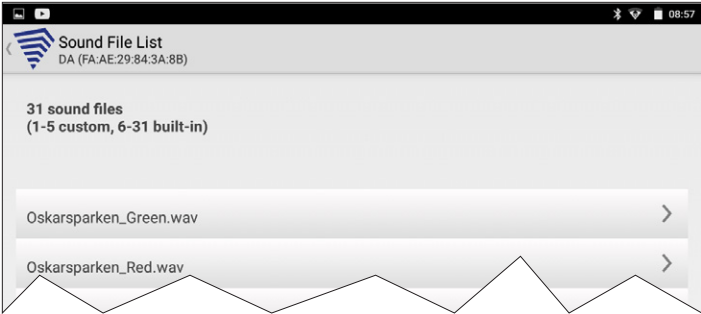 08:57
Sound File List
DA (FA:AE:29:84:3A:8B)
31 sound files
(1-5 custom, 6-31 built-in)
Oskarsparken_Green.wav
Oskarsparken_Red.wav